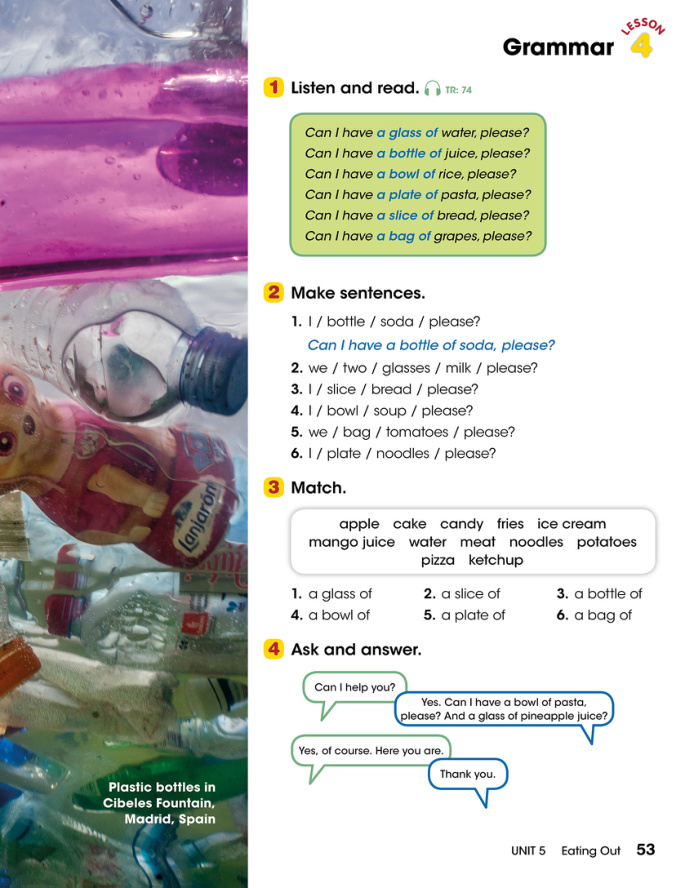 LESSON
Grammar 4
1 Listen and read. TR: 74
Can I have a glass of water, please?
Can I have a bottle of juice, please?
Can I have a bowl of rice, please?
Can I have a plate of pasta, please?
Can I have a slice of bread, please?
Can I have a bag of grapes, please?
2 Make sentences.
1. I / bottle / soda / please?
Can I have a bottle of soda, please?
2. we / two / glasses / milk / please?
3. I / slice / bread / please?
4. I / bowl / soup / please?
5. we / bag / tomatoes / please?
6. I / plate / noodles / please?
3 Match.
apple cake candy fries ice cream
mango juice water meat noodles potatoes
pizza ketchup
1. a glass of 2. a slice of 3. a bottle of
4. a bowl of 5. a plate of 6. a bag of
4 Ask and answer.
Can I help you?
Yes. Can I have a bowl of pasta,
please? And a glass of pineapple juice?
Yes, of course. Here you are.
Thank you.
Lanjarón
Plastic bottles in
Cibeles Fountain,
Madrid, Spain
UNIT 5 Eating Out 53